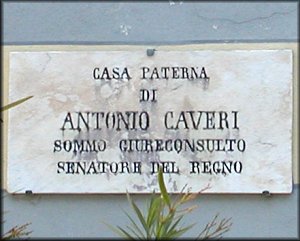 CASA PATERNA
DI
ANTONIO CAVERI
SOMMO GIURECONSULTO
SENATORE DEL REGNO